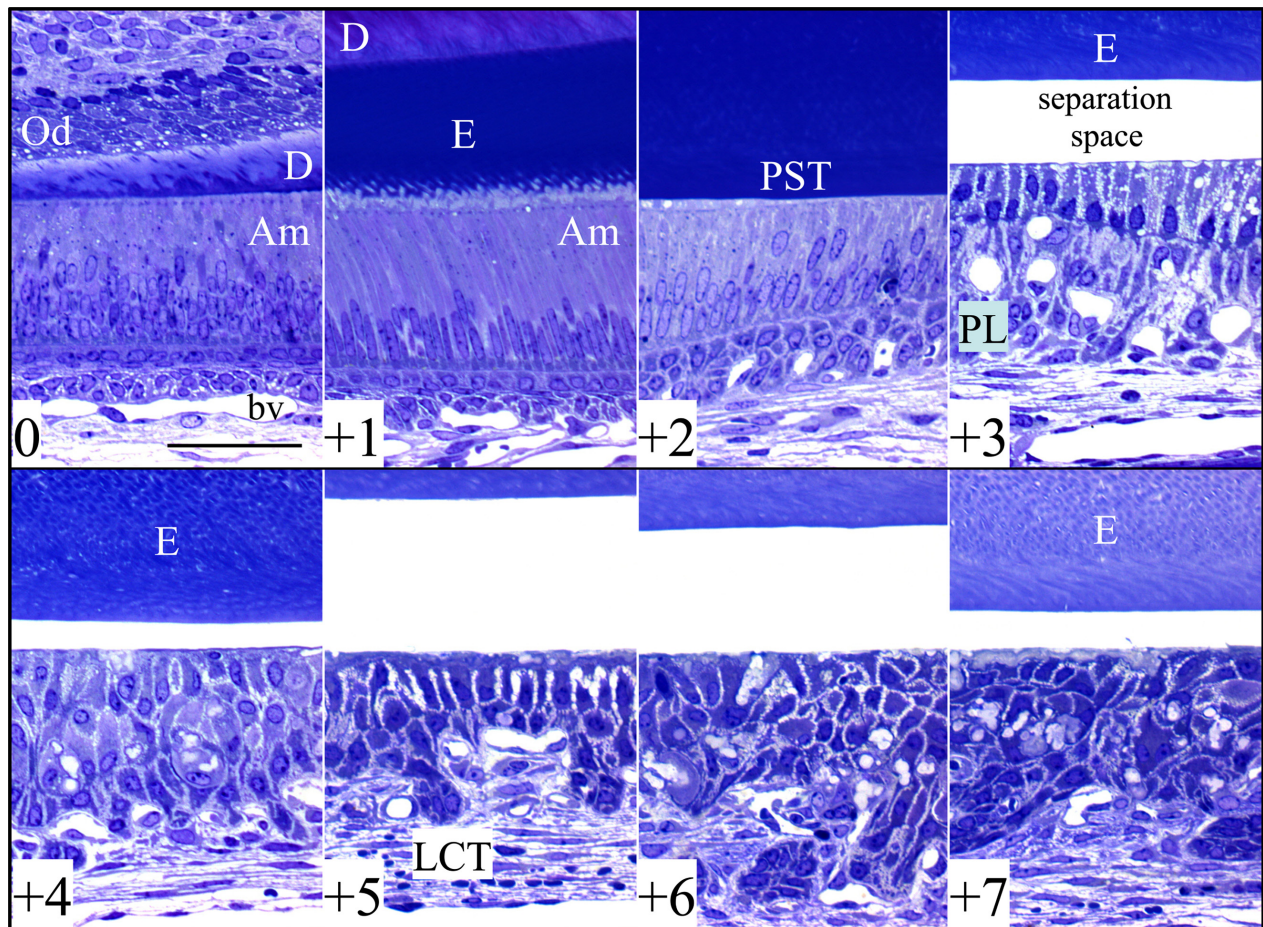 Od
D
Am
bv
0
D
E
Am
+1
PST
+2
E
separation
space
PL
+3
E
+4
LCT
+5
+6
E
+7